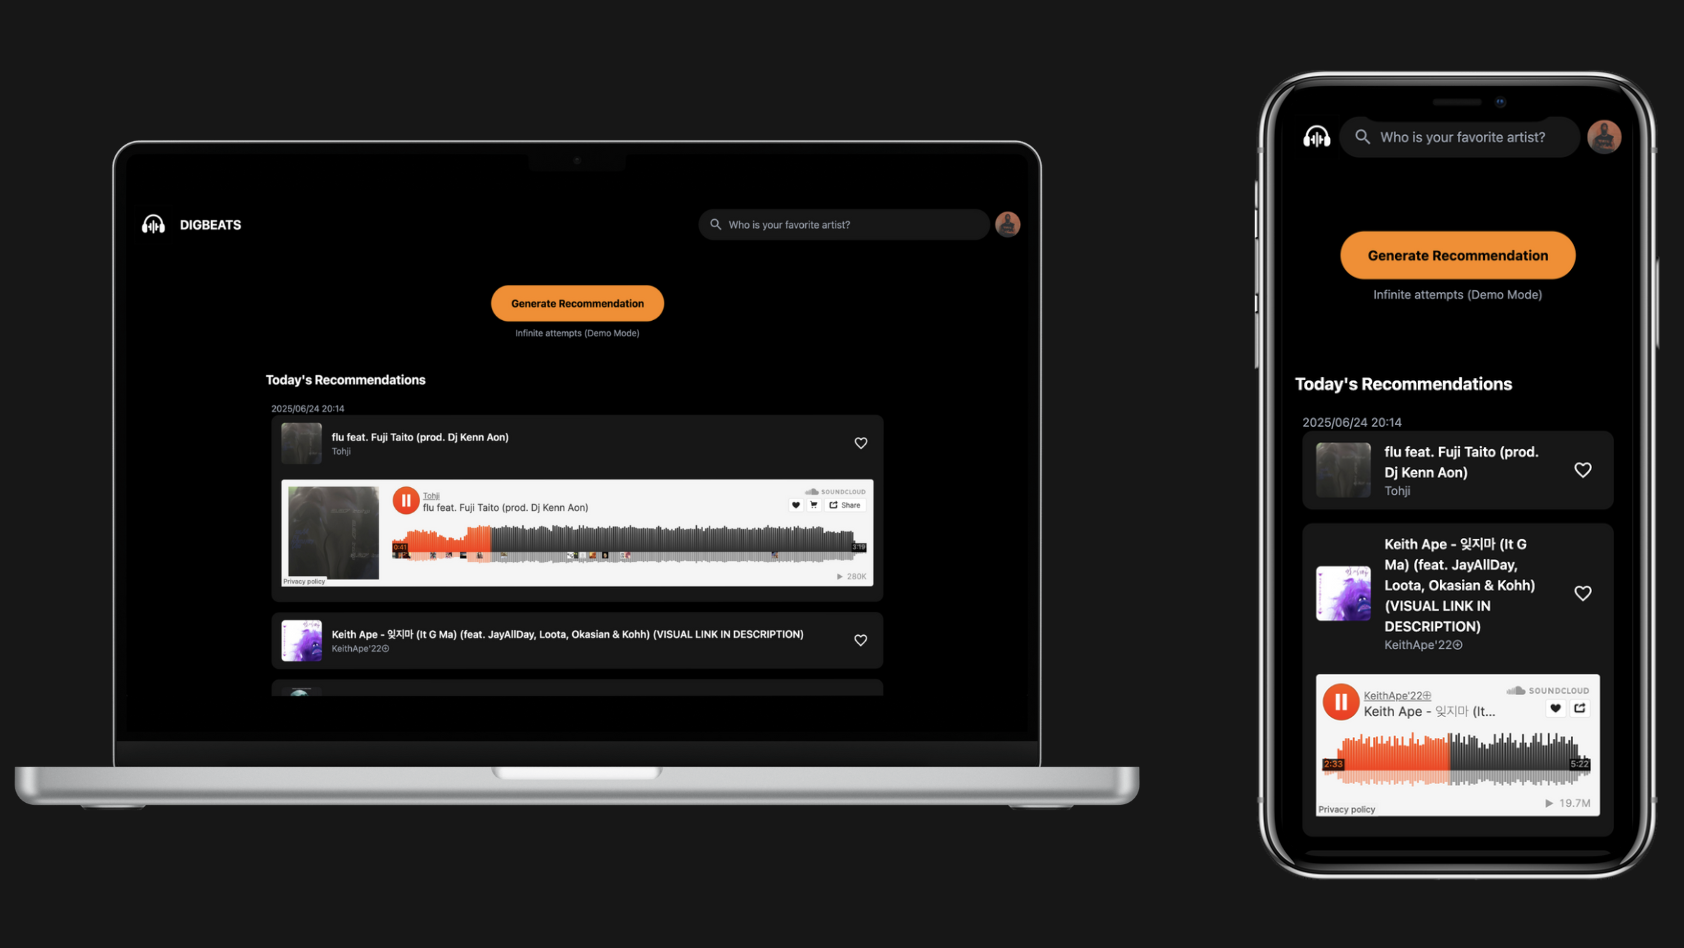 DIGBEATS
Who is your favorite artist?
Generate Recommendation
Infinite attempts (Demo Mode)
Today's Recommendations
2025/06/24 20:14
flu feat. Fuji Taito (prod. Dj Kenn Aon)
Tohji
Tohji
flu feat. Fuji Taito (prod. Dj Kenn Aon)
SOUNDCLOUD
Share
0:41
3:19
Privacy policy
280K
Keith Ape - 잊지마 (It G Ma) (feat. JayAllDay, Loota, Okasian & Kohh) (VISUAL LINK IN DESCRIPTION)
KeithApe'22⊕
Who is your favorite artist?
Generate Recommendation
Infinite attempts (Demo Mode)
Today's Recommendations
2025/06/24 20:14
flu feat. Fuji Taito (prod.
Dj Kenn Aon)
Tohji
Keith Ape - 잊지마 (It G
Ma) (feat. JayAllDay,
Loota, Okasian & Kohh)
(VISUAL LINK IN
DESCRIPTION)
KeithApe'22⊕
KeithApe'22⊕
Keith Ape - 잊지마 (It...
SOUNDCLOUD
2:33
5:22
Privacy policy
19.7M